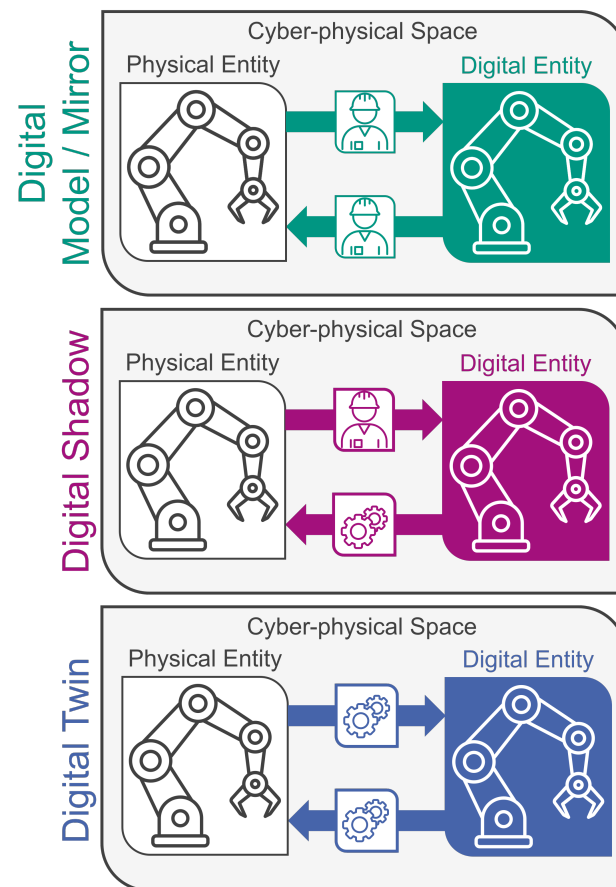 Digital
Model / Mirror
Cyber-physical Space
Physical Entity
Digital Entity
Digital Shadow
Cyber-physical Space
Physical Entity
Digital Entity
Digital Twin
Cyber-physical Space
Physical Entity
Digital Entity